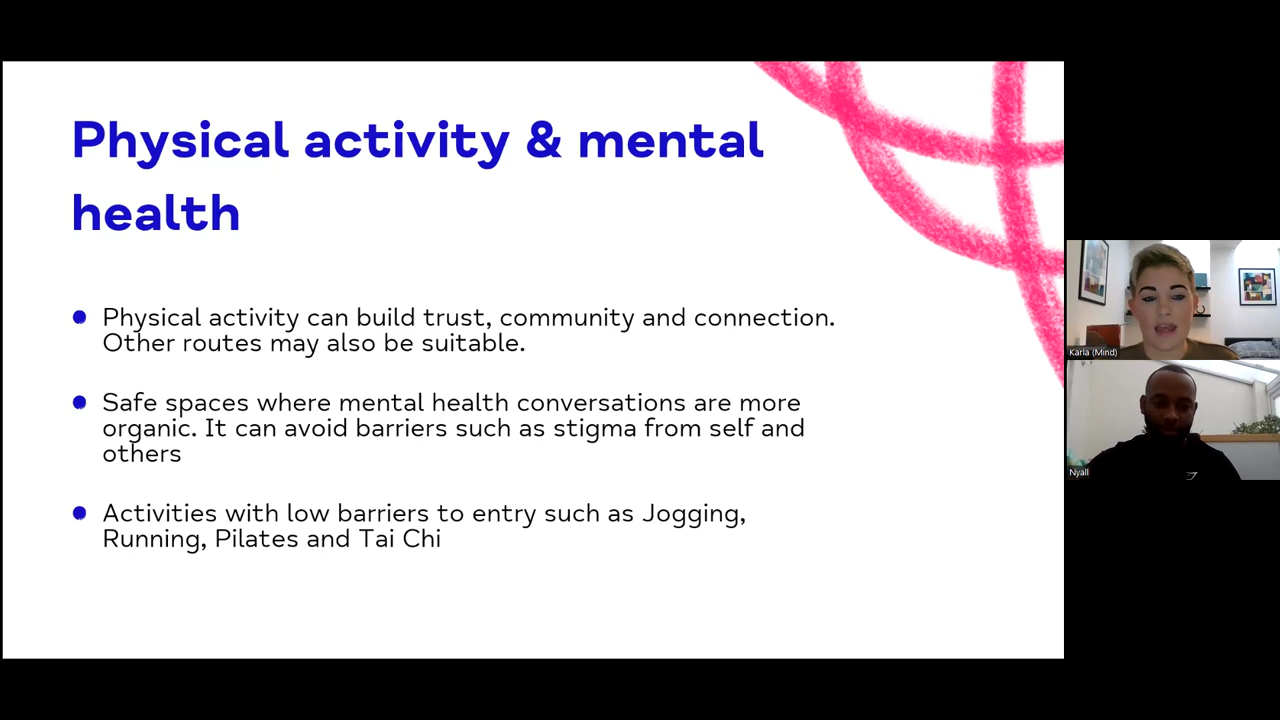 Physical activity & mental
health
Physical activity can build trust, community and connection.
Other routes may also be suitable.
Safe spaces where mental health conversations are more
organic. It can avoid barriers such as stigma from self and
others
Activities with low barriers to entry such as Jogging,
Running, Pilates and Tai Chi
Karla (Mind)
Nyall